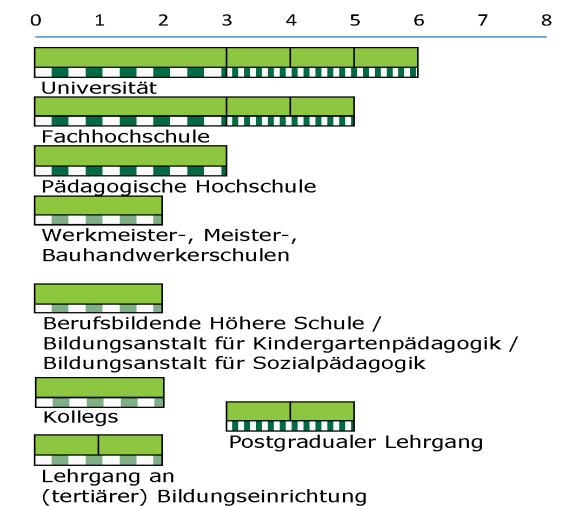 0 1 2 3 4 5 6 7 8
Universität
Fachhochschule
Pädagogische Hochschule
Werkmeister-, Meister-,
Bauhandwerkerschulen
Berufsbildende Höhere Schule /
Bildungsanstalt für Kindergartenpädagogik /
Bildungsanstalt für Sozialpädagogik
Kollegs
Postgradualer Lehrgang
Lehrgang an
(tertiärer) Bildungseinrichtung